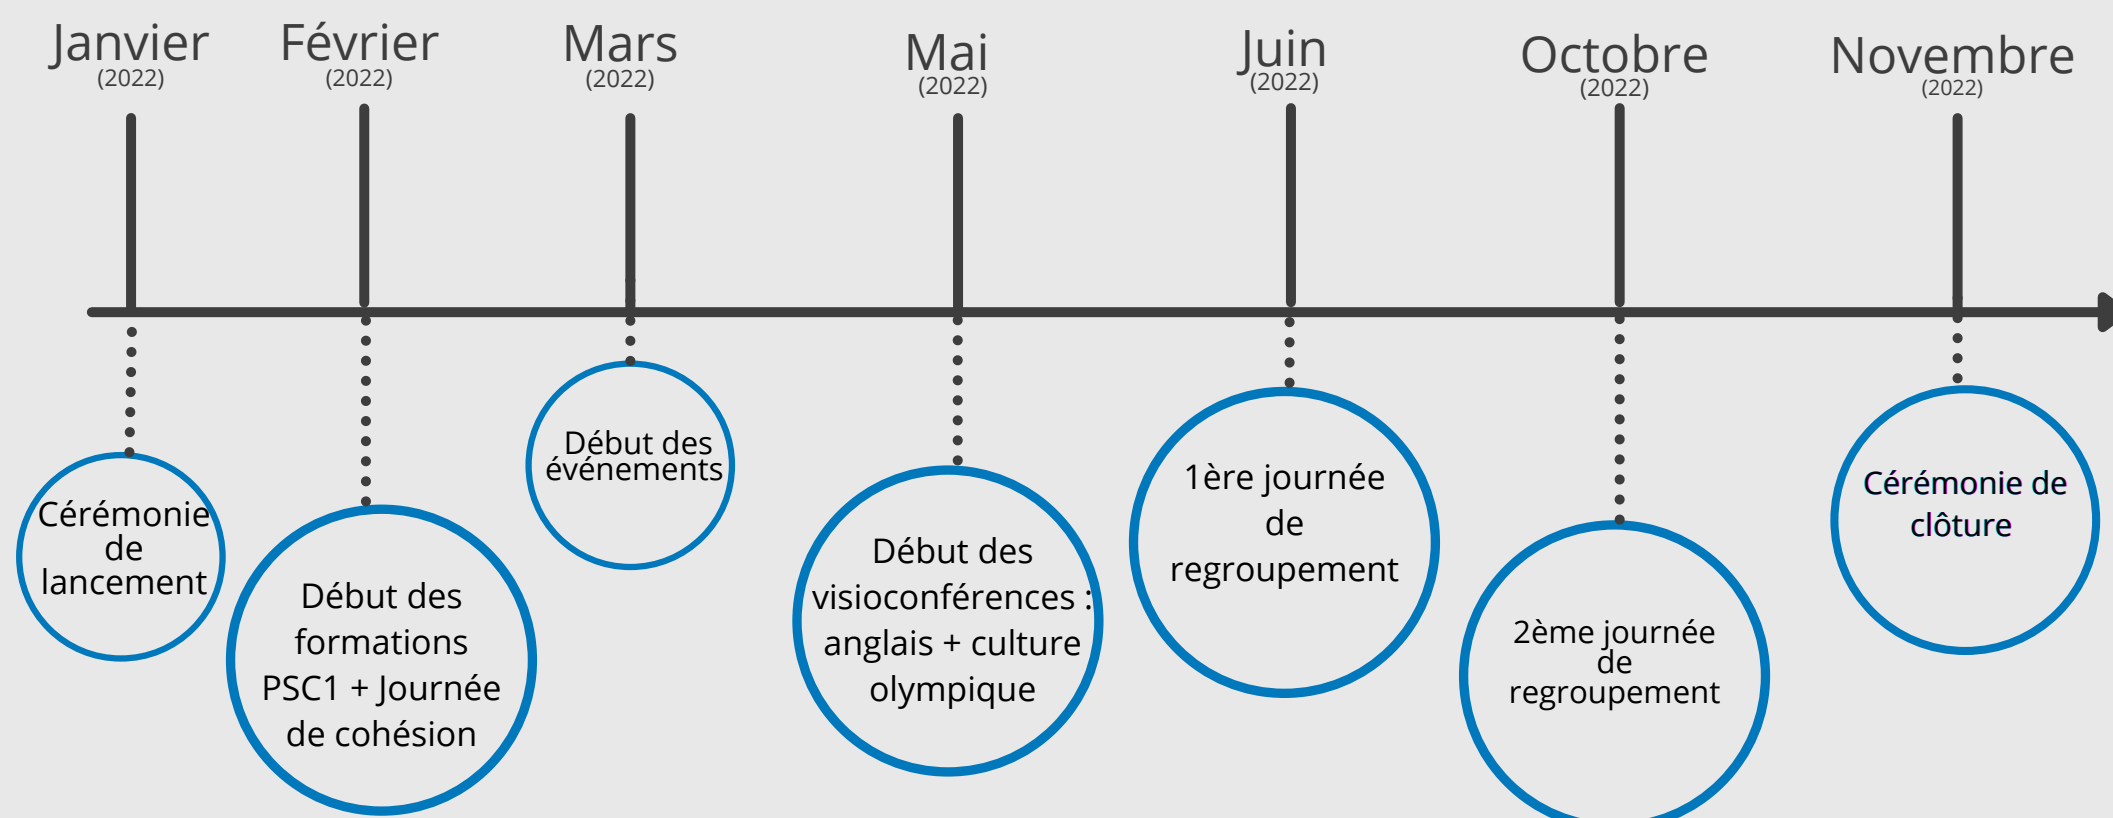 Janvier
(2022)
Février
(2022)
Mars
(2022)
Mai
(2022)
Juin
(2022)
Octobre
(2022)
Novembre
(2022)
Cérémonie
de
lancement
Début des
formations
PSC1 + Journée
de cohésion
Début des
événements
Début des
visioconférences :
anglais + culture
olympique
1ère journée
de
regroupement
2ème journée
de
regroupement
Cérémonie de
clôture